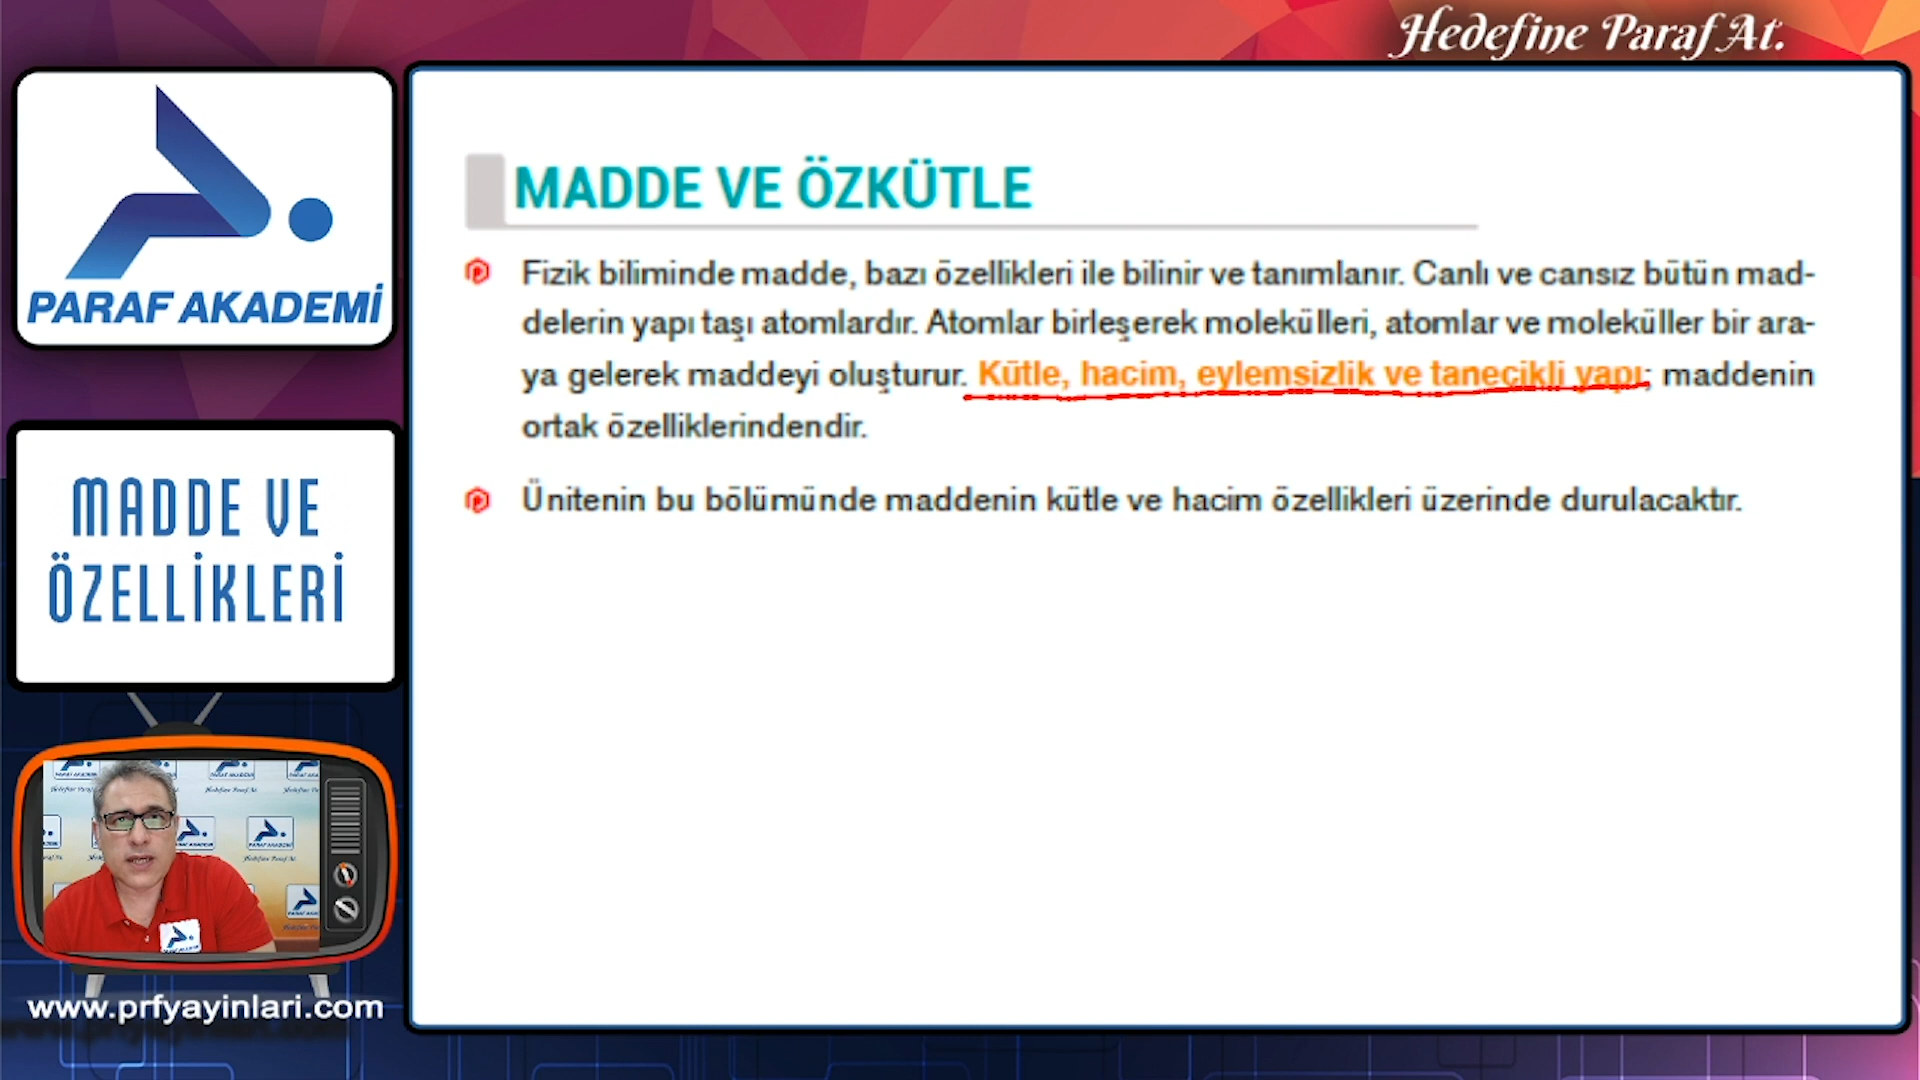 Hedefine Paraf At.
PARAF AKADEMİ
MADDE VE
ÖZELLİKLERİ
www.prfyayinlari.com
MADDE VE ÖZKÜTLE
Fizik biliminde madde, bazı özellikleri ile bilinir ve tanımlanır. Canlı ve cansız bütün mad-
delerin yapı taşı atomlardır. Atomlar birleşerek molekülleri, atomlar ve moleküller bir ara-
ya gelerek maddeyi oluşturur. Kütle, hacim, eylemsizlik ve tanecikli yapı; maddenin
ortak özelliklerindendir.
Ünitenin bu bölümünde maddenin kütle ve hacim özellikleri üzerinde durulacaktır.